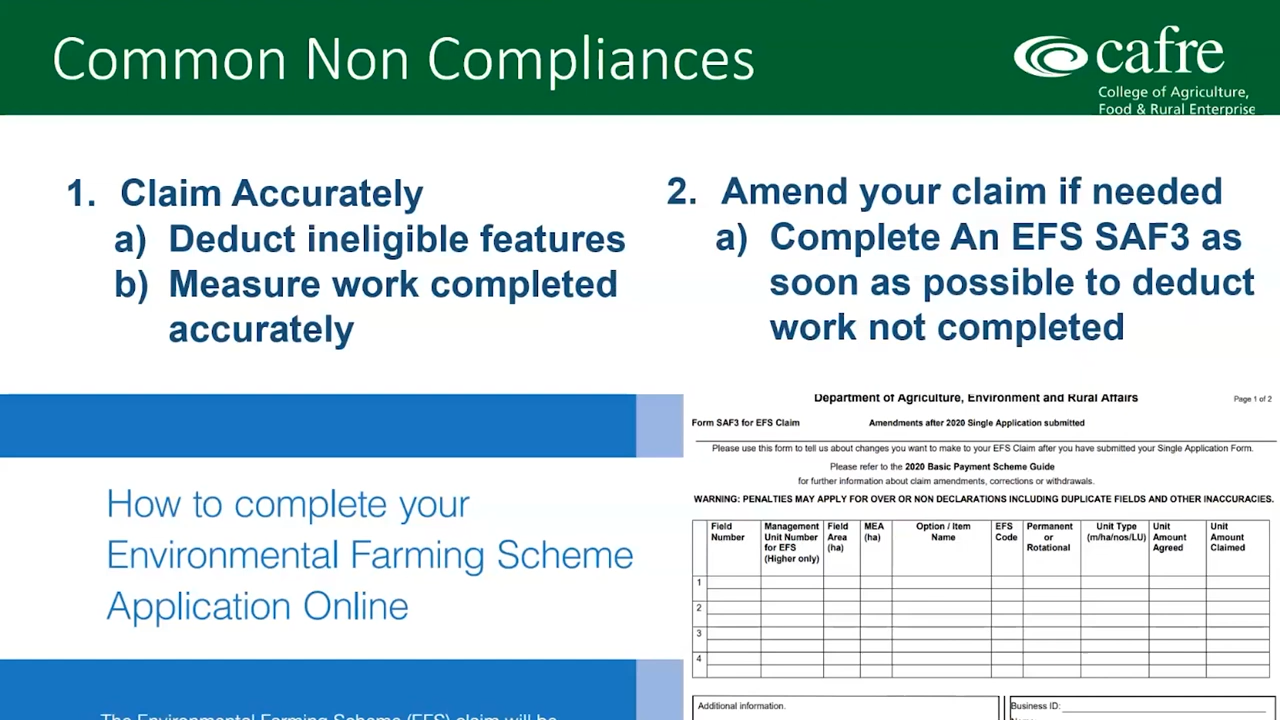 Common Non Compliances
cafre
College of Agriculture,
Food & Rural Enterprise
1. Claim Accurately
a) Deduct ineligible features
b) Measure work completed
accurately
2. Amend your claim if needed
a) Complete An EFS SAF3 as
soon as possible to deduct
work not completed
How to complete your
Environmental Farming Scheme
Application Online
The Environmental Farming Scheme (EFS) claim will be
Department of Agriculture, Environment and Rural Affairs
Page 1 of 2
Form SAF3 for EFS Claim
Amendments after 2020 Single Application submitted
Please use this form to tell us about changes you want to make to your EFS Claim after you have submitted your Single Application Form.
Please refer to the 2020 Basic Payment Scheme Guide
for further information about claim amendments, corrections or withdrawals.
WARNING: PENALTIES MAY APPLY FOR OVER OR NON DECLARATIONS INCLUDING DUPLICATE FIELDS AND OTHER INACCURACIES.
Field Management Field MEA Option / Item EFS Permanent Unit Type Unit Unit
Number Unit Number Area (ha) Name Code or (m/ha/nos/LU) Amount Amount
for EFS (ha) Rotational Agreed Claimed
(Higher only)
1
2
3
4
Additional information.
Business ID: